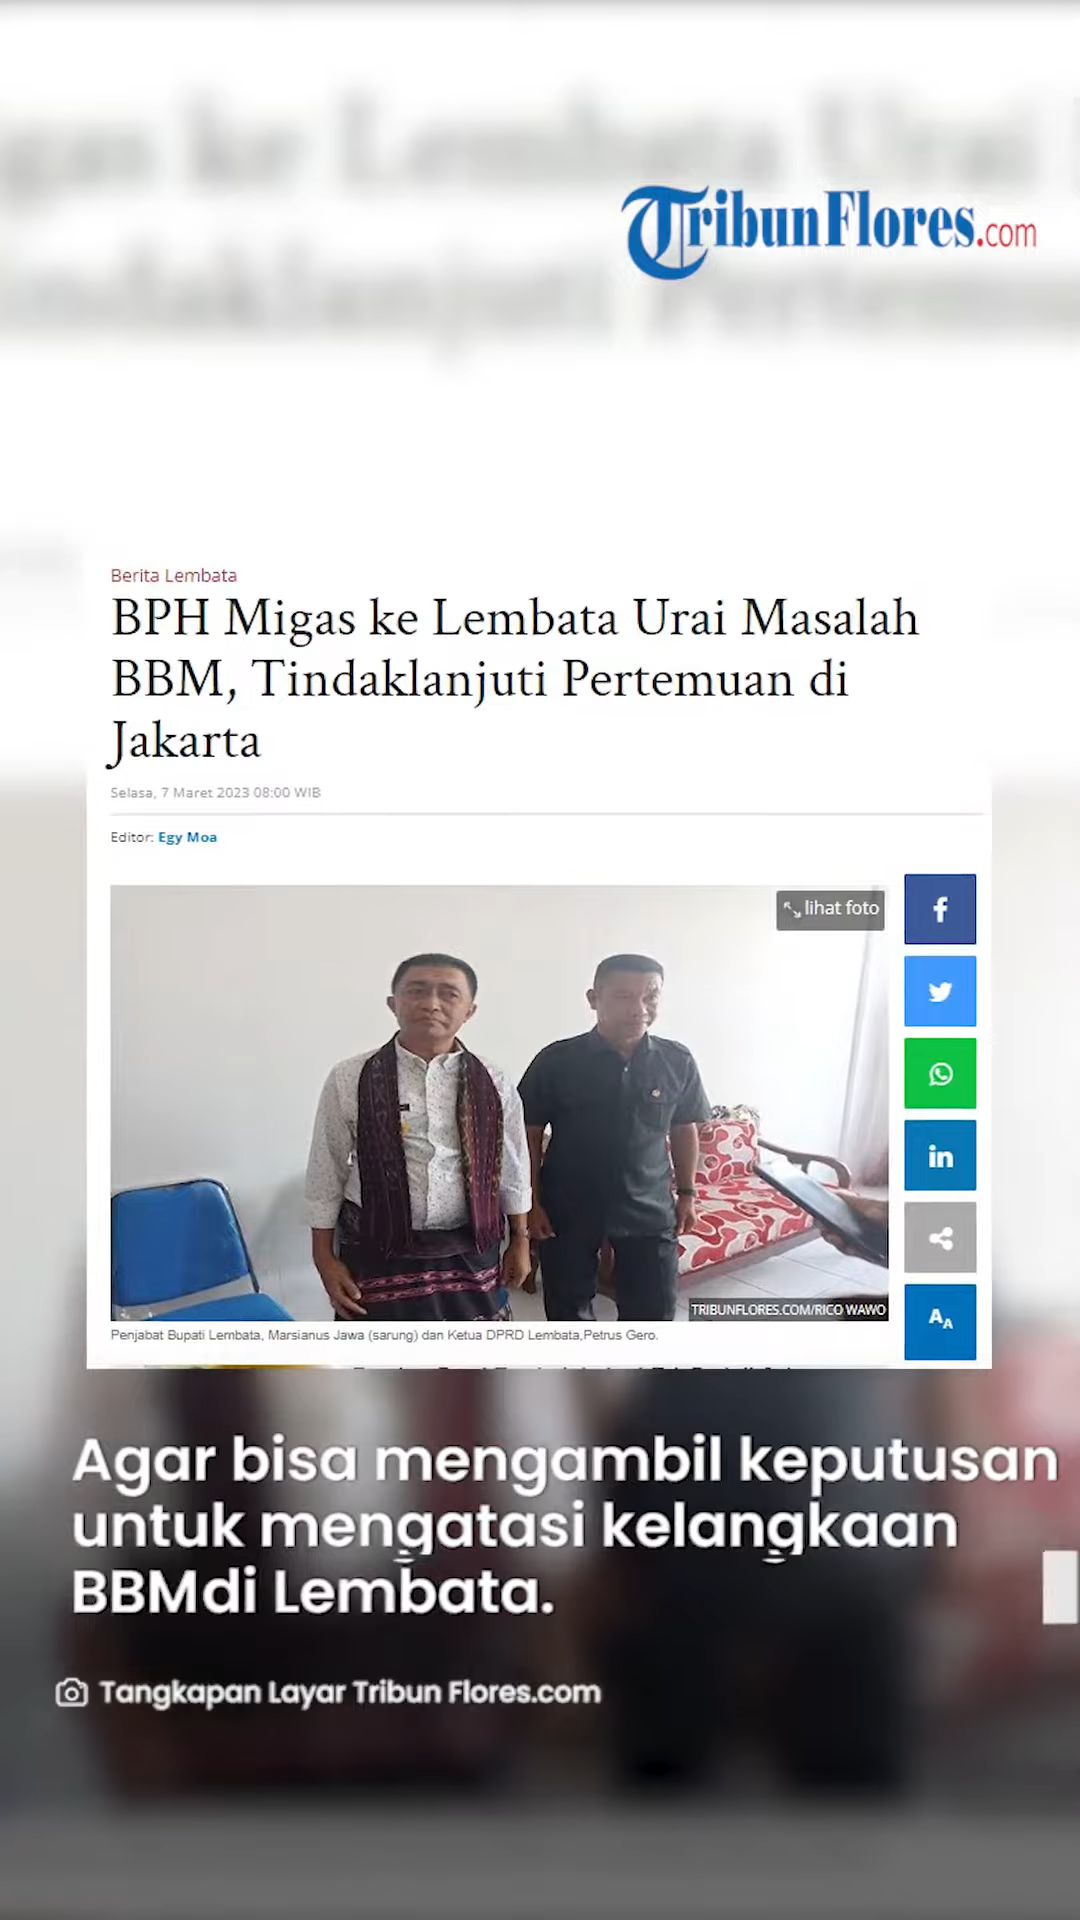 TribunFlores.com
Berita Lembata
BPH Migas ke Lembata Urai Masalah
BBM, Tindaklanjuti Pertemuan di
Jakarta
Selasa, 7 Maret 2023 08:00 WIB
Editor: Egy Moa
lihat foto
TRIBUNFLORES.COM/RICO WAWO
Penjabat Bupati Lembata, Marsianus Jawa (sarung) dan Ketua DPRD Lembata,Petrus Gero.
Agar bisa mengambil keputusan
untuk mengatasi kelangkaan
BBMdi Lembata.
Tangkapan Layar Tribun Flores.com